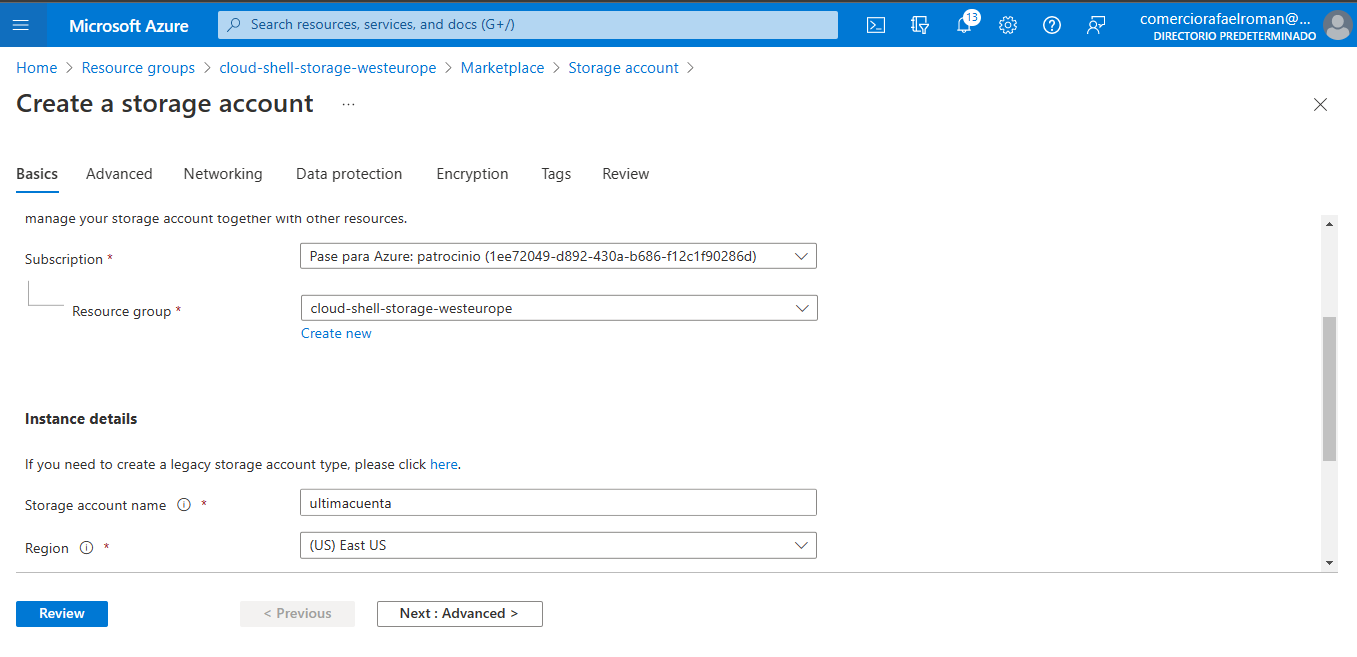 Microsoft Azure
Search resources, services, and docs (G+/)
13
comerciorafaelroman@...
DIRECTORIO PREDETERMINADO
Home > Resource groups > cloud-shell-storage-westeurope > Marketplace > Storage account >
Create a storage account ...
Basics Advanced Networking Data protection Encryption Tags Review
manage your storage account together with other resources.
Subscription *
Pase para Azure: patrocinio (1ee72049-d892-430a-b686-f12c1f90286d)
Resource group *
cloud-shell-storage-westeurope
Create new
Instance details
If you need to create a legacy storage account type, please click here.
Storage account name *
ultimacuenta
Region *
(US) East US
Review
< Previous
Next : Advanced >